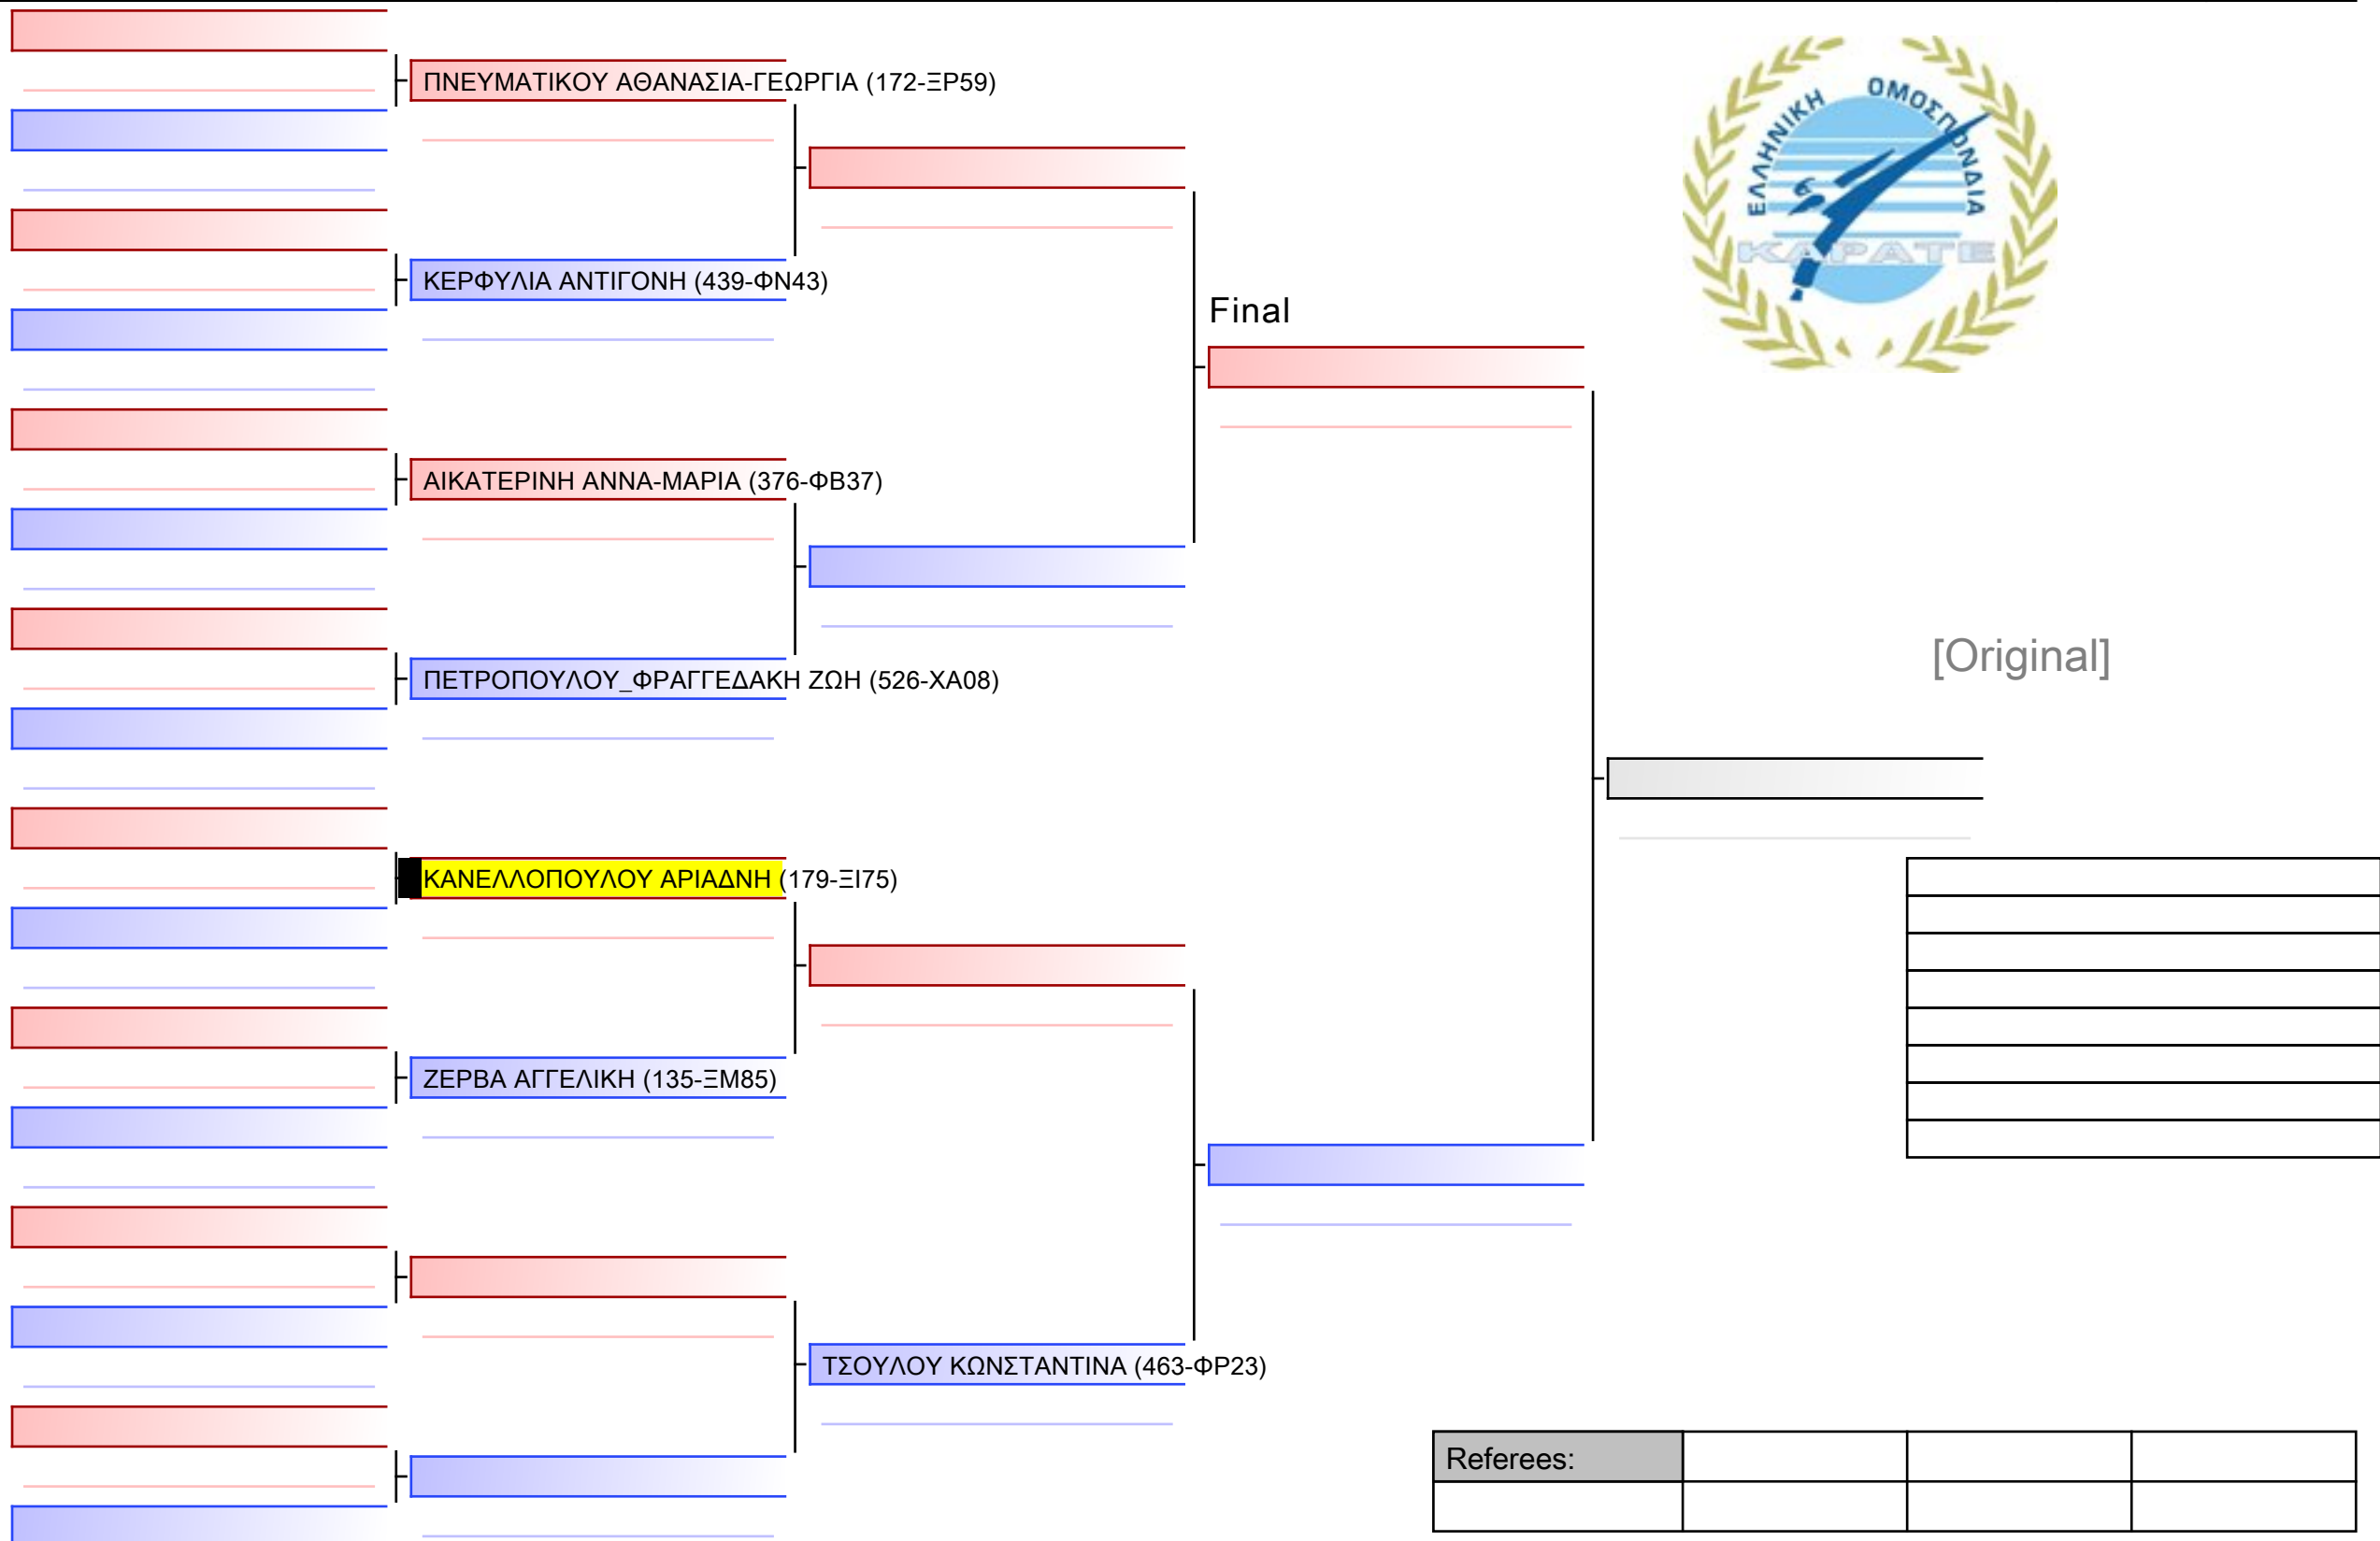 ΠΝΕΥΜΑΤΙΚΟΥ ΑΘΑΝΑΣΙΑ-ΓΕΩΡΓΙΑ (172-ΞΡ59)
ΕΛΛΗΝΙΚΗ ΟΜΟΣΠΟΝΔΙΑ
ΚΑΡΑΤΕ
ΚΕΡΦΥΛΙΑ ΑΝΤΙΓΟΝΗ (439-ΦΝ43)
Final
ΑΙΚΑΤΕΡΙΝΗ ΑΝΝΑ-ΜΑΡΙΑ (376-ΦΒ37)
[Original]
ΠΕΤΡΟΠΟΥΛΟΥ_ΦΡΑΓΓΕΔΑΚΗ ΖΩΗ (526-ΧΑ08)
ΚΑΝΕΛΛΟΠΟΥΛΟΥ ΑΡΙΑΔΝΗ (179-ΞΙ75)
ΖΕΡΒΑ ΑΓΓΕΛΙΚΗ (135-ΞΜ85)
ΤΣΟΥΛΟΥ ΚΩΝΣΤΑΝΤΙΝΑ (463-ΦΡ23)
Referees: